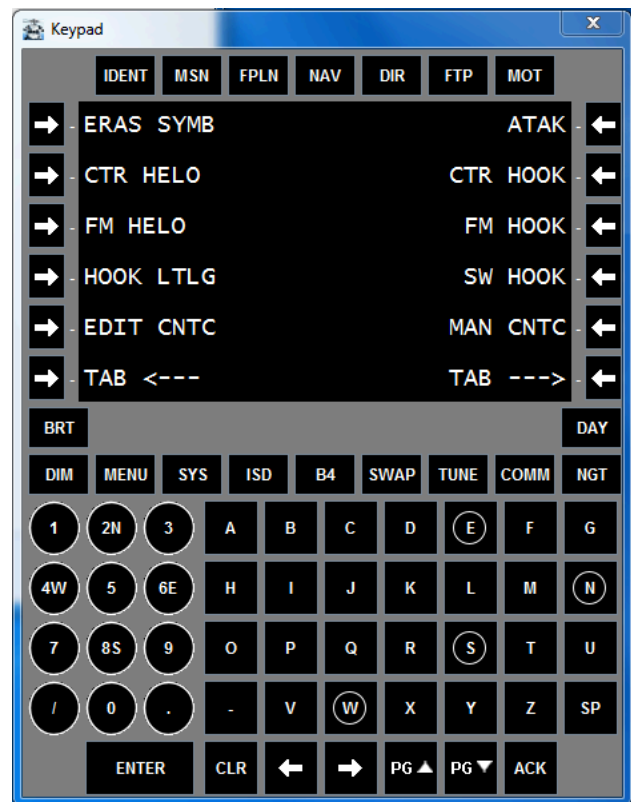 Keypad X
IDENT MSN FPLN NAV DIR FTP MOT
ERAS SYMB ATAK
CTR HELO CTR HOOK
FM HELO FM HOOK
HOOK LTLG SW HOOK
EDIT CNTC MAN CNTC
TAB <--- TAB --->
BRT DAY
DIM MENU SYS ISD B4 SWAP TUNE COMM NGT
1 2N 3 A B C D E F G
4W 5 6E H I J K L M N
7 8S 9 O P Q R S T U
/ 0 . - V W X Y Z SP
ENTER CLR ← → PG ▲ PG ▼ ACK